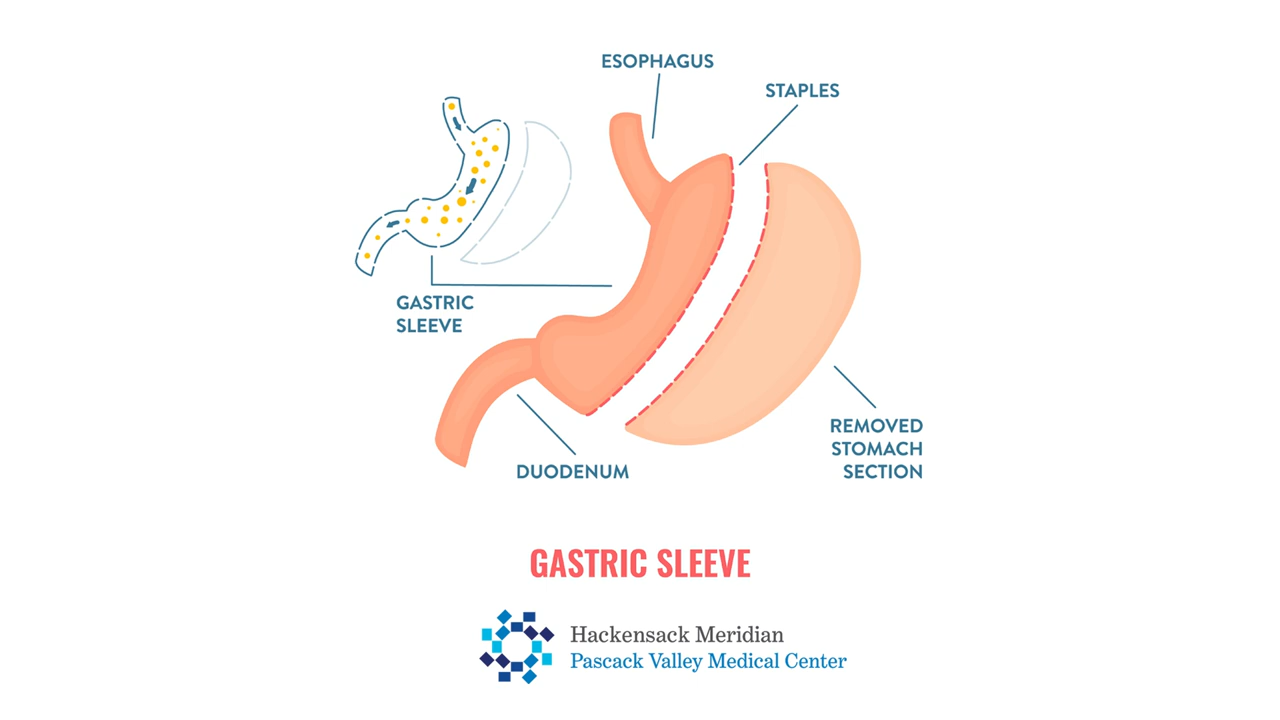 ESOPHAGUS
STAPLES
GASTRIC
SLEEVE
REMOVED
STOMACH
SECTION
DUODENUM
GASTRIC SLEEVE
Hackensack Meridian
Pascack Valley Medical Center